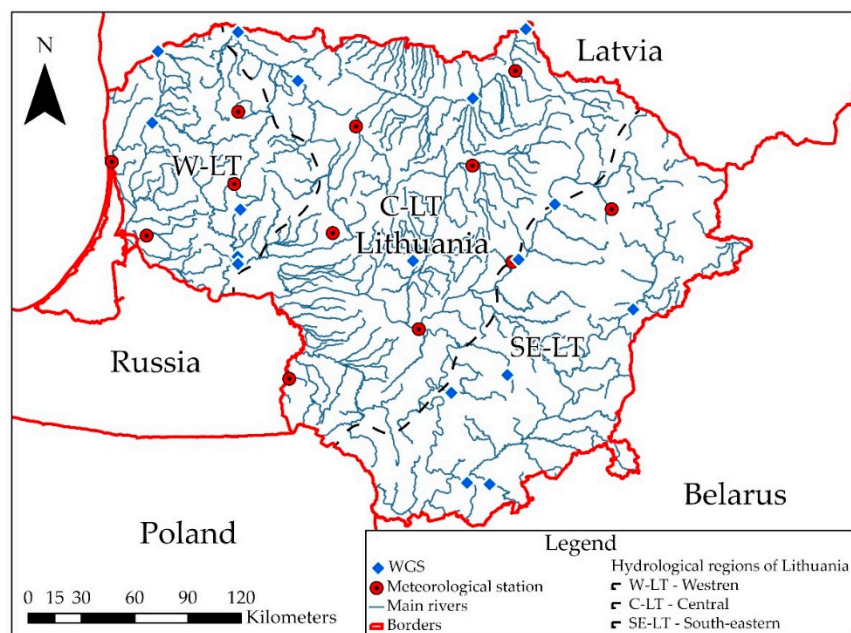 N
Latvia
W-LT
C-LT
Lithuania
Russia
SE-LT
Belarus
Poland
Legend
WGS
Meteorological station
Main rivers
Borders
Hydrological regions of Lithuania
W-LT - Westren
C-LT - Central
SE-LT - South-eastern
0 15 30 60 90 120
Kilometers